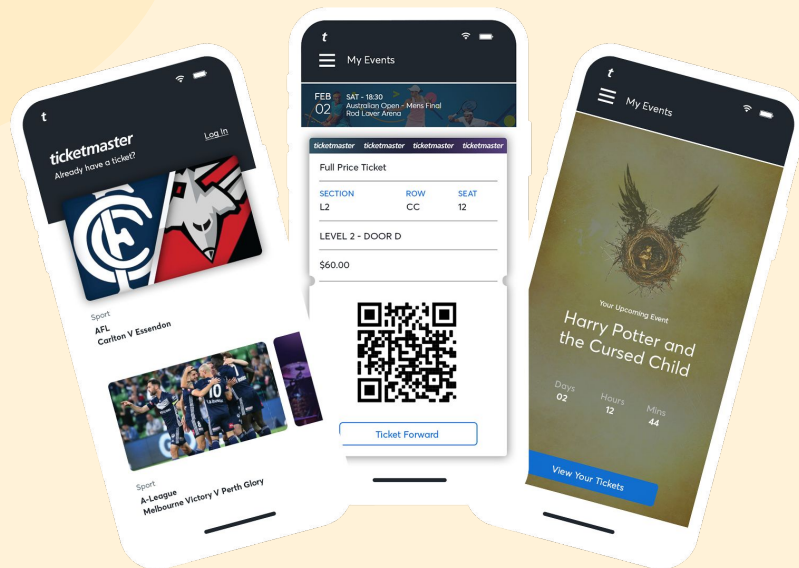 t
ticketmaster
Already have a ticket?
Log In
CFC
Sport
AFL
Carlton V Essendon
10
Sport
A-League
Melbourne Victory V Perth Glory
t
My Events
FEB
02
SAT - 18:30
Australian Open - Mens Final
Rod Laver Arena
ticketmaster ticketmaster ticketmaster ticketmaster
Full Price Ticket
SECTION ROW SEAT
L2 CC 12
LEVEL 2 - DOOR D
$60.00
Ticket Forward
t
My Events
Your Upcoming Event
Harry Potter and
the Cursed Child
Days Hours Mins
02 12 44
View Your Tickets